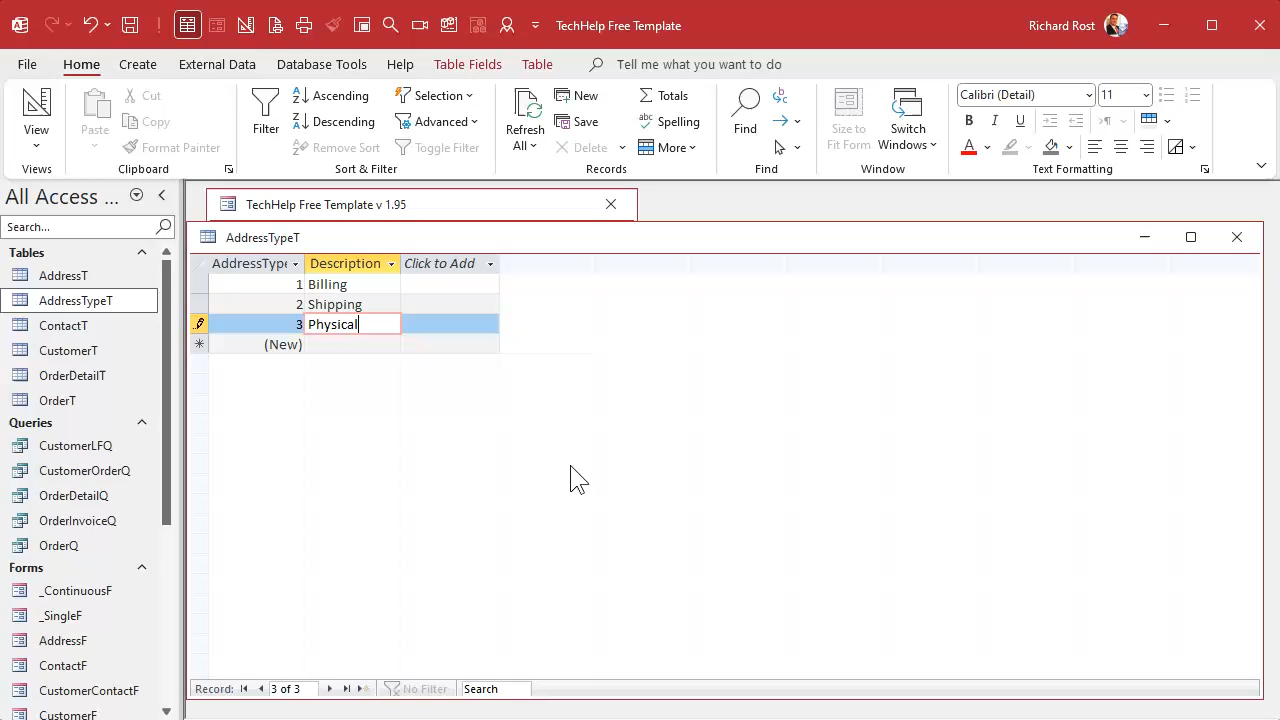 TechHelp Free Template
Richard Rost
File Home Create External Data Database Tools Help Table Fields Table Tell me what you want to do
View
Views
Paste
Cut
Copy
Format Painter
Clipboard
Filter
Ascending
Descending
Remove Sort
Selection
Advanced
Toggle Filter
Sort & Filter
Refresh
All
New
Save
Delete
Totals
Spelling
More
Records
Find
Find
Size to
Fit Form
Switch
Windows
Window
Calibri (Detail) 11
B I U
A
Text Formatting
All Access ...
Search...
Tables
AddressT
AddressTypeT
ContactT
CustomerT
OrderDetailT
OrderT
Queries
CustomerLFQ
CustomerOrderQ
OrderDetailQ
OrderInvoiceQ
OrderQ
Forms
_ContinuousF
_SingleF
AddressF
ContactF
CustomerContactF
CustomerF
TechHelp Free Template v 1.95
AddressTypeT
AddressType Description Click to Add
1 Billing
2 Shipping
3 Physical
(New)
Record: 3 of 3 No Filter Search